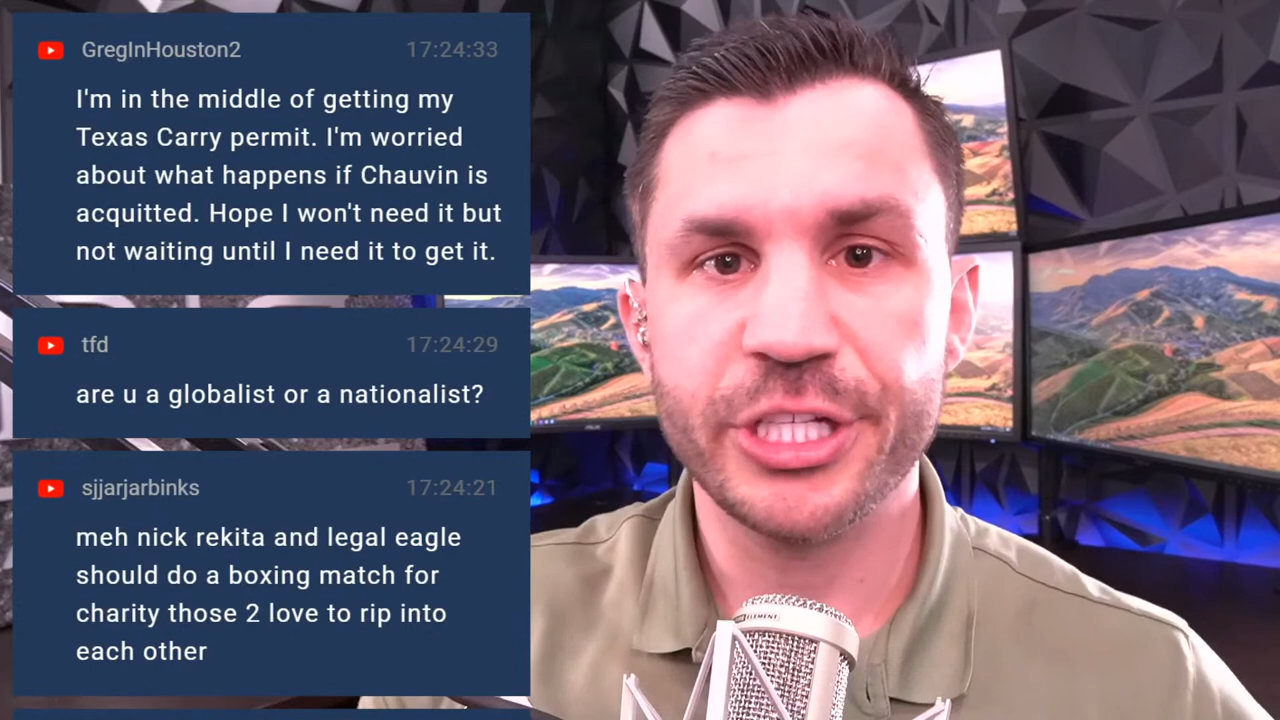 GregInHouston2 17:24:33
I'm in the middle of getting my
Texas Carry permit. I'm worried
about what happens if Chauvin is
acquitted. Hope I won't need it but
not waiting until I need it to get it.
tfd 17:24:29
are u a globalist or a nationalist?
sjjarjarbinks 17:24:21
meh nick rekita and legal eagle
should do a boxing match for
charity those 2 love to rip into
each other
ELEMENT